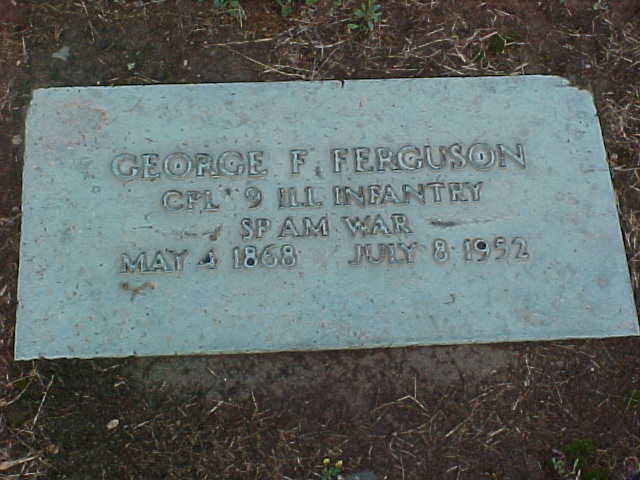 GEORGE F FERGUSON
CPL 9 ILL INFANTRY
SP AM WAR
MAY 4 1868 JULY 8 1952